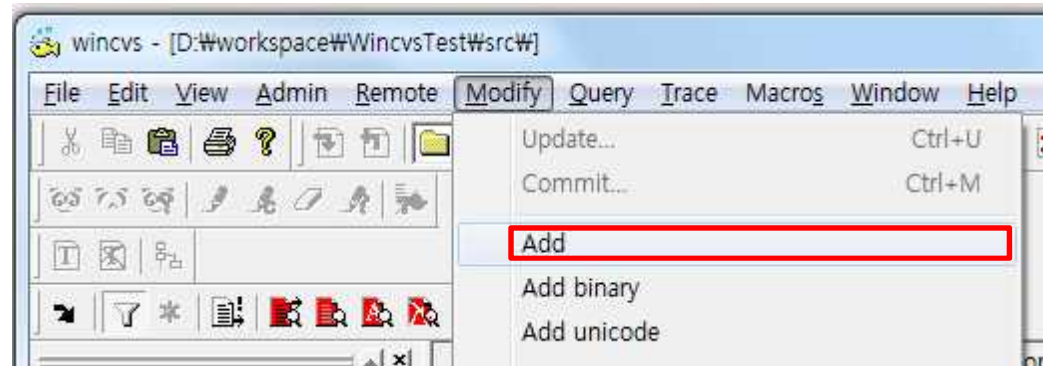 wincvs - [D:₩workspace₩WincvsTest₩src₩]
File Edit View Admin Remote Modify Query Trace Macros Window Help
Update... Ctrl+U
Commit... Ctrl+M
Add
Add binary
Add unicode